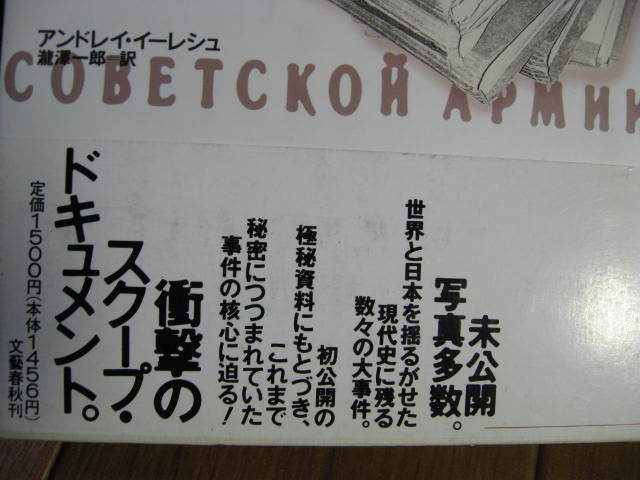 アンドレイ・イーレシュ
瀧澤一郎 訳
СОВЕТСКОЙ АРМИИ
未公開
写真多数。
世界と日本を揺るがせた
現代史に残る
数々の大事件。
初公開の
極秘資料にもとづき、
これまで
秘密につつまれていた
事件の核心に迫る!
衝撃の
スクープ・
ドキュメント。
定価1500円(本体1456円)
文藝春秋刊